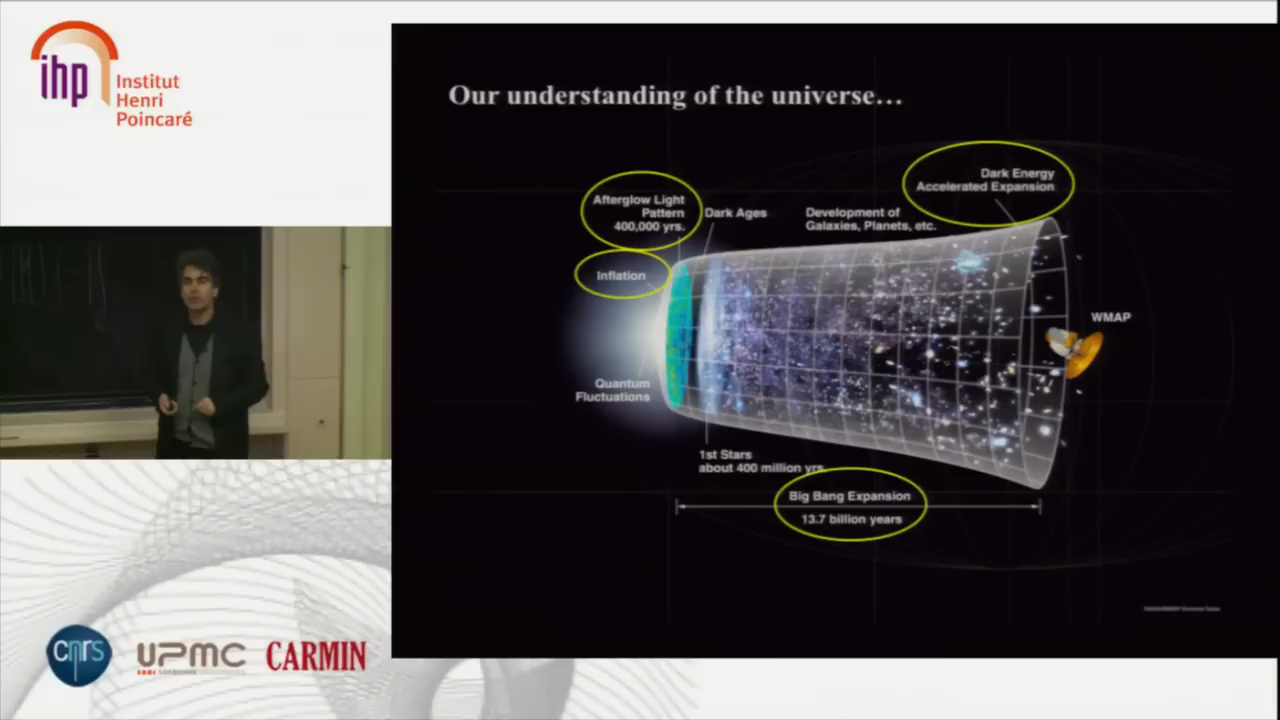 ihp
Institut
Henri
Poincaré
Our understanding of the universe...
Dark Energy
Accelerated Expansion
Afterglow Light
Pattern
400,000 yrs.
Dark Ages
Development of
Galaxies, Planets, etc.
Inflation
WMAP
Quantum
Fluctuations
1st Stars
about 400 million yrs.
Big Bang Expansion
13.7 billion years
cnrs
UPMC
CARMIN